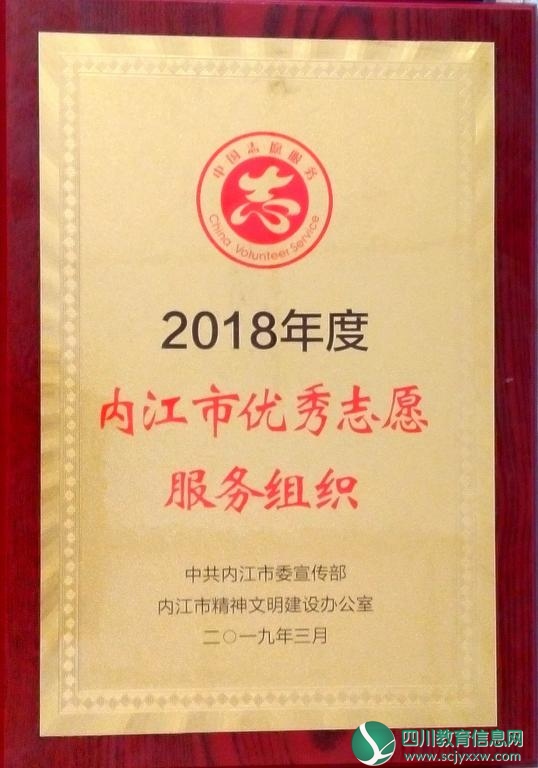 中国志愿服务
志
China Volunteer Service
2018年度
内江市优秀志愿
服务组织
中共内江市委宣传部
内江市精神文明建设办公室
二〇一九年三月
四川教育信息网
www.scjyxxw.com